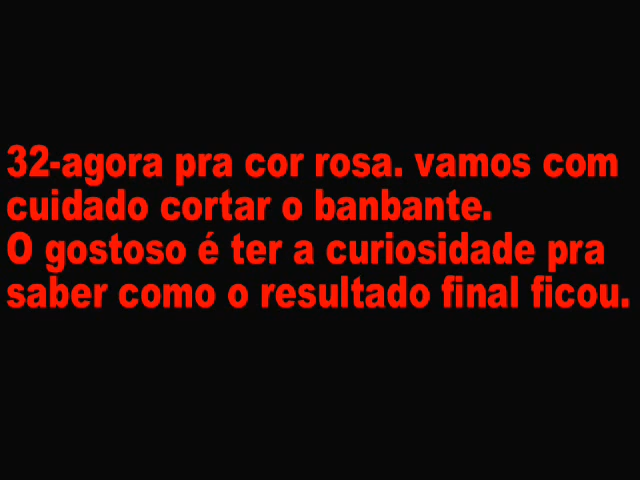 32-agora pra cor rosa. vamos com
cuidado cortar o banbante.
O gostoso é ter a curiosidade pra
saber como o resultado final ficou.